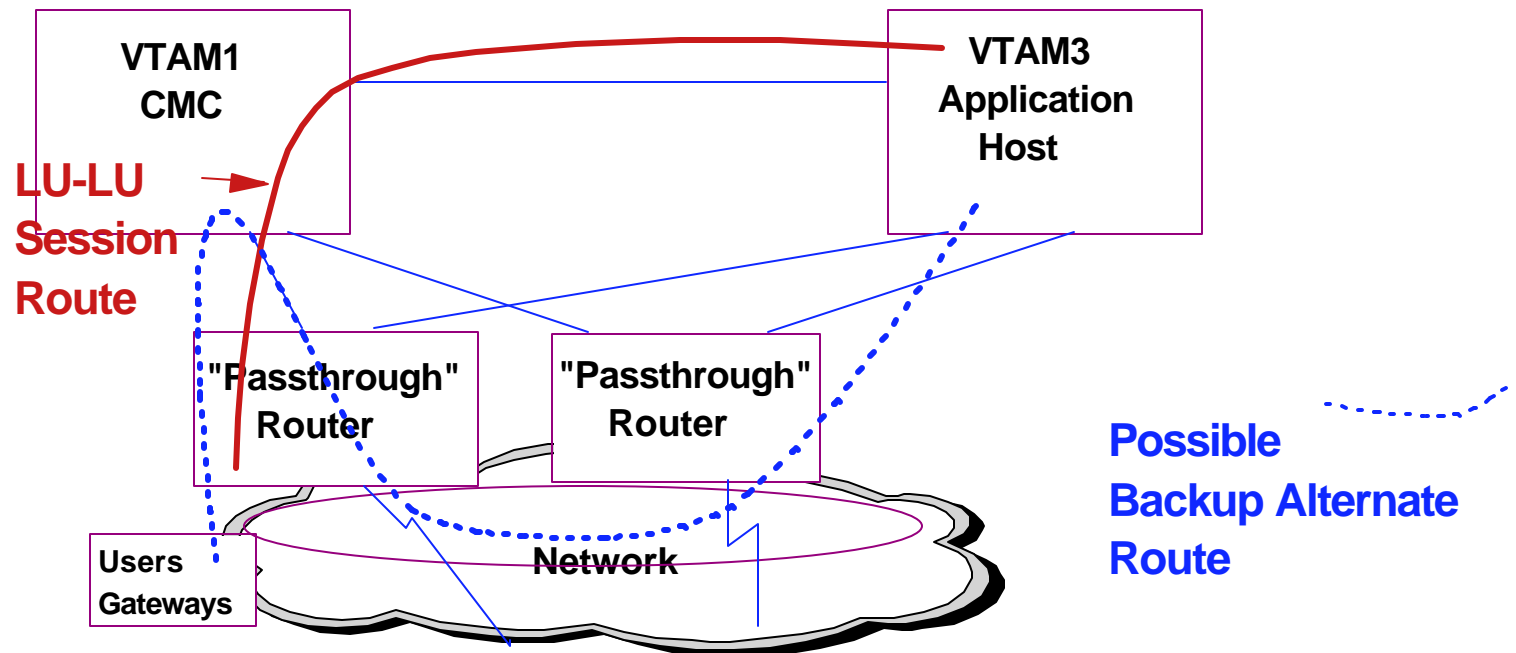 VTAM1
CMC
VTAM3
Application
Host
LU-LU
Session
Route
"Passthrough"
Router
"Passthrough"
Router
Possible
Backup Alternate
Route
Network
Users
Gateways